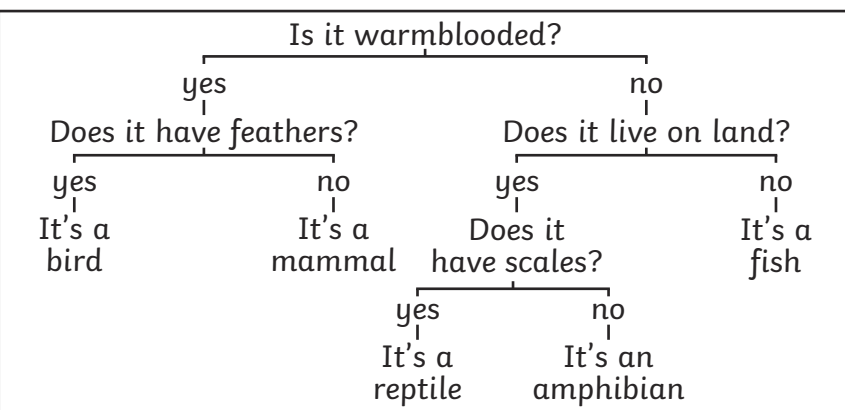 Is it warmblooded?
yes
no
Does it have feathers?
Does it live on land?
yes
no
yes
no
It's a
bird
It's a
mammal
Does it
have scales?
It's a
fish
yes
no
It's a
reptile
It's an
amphibian